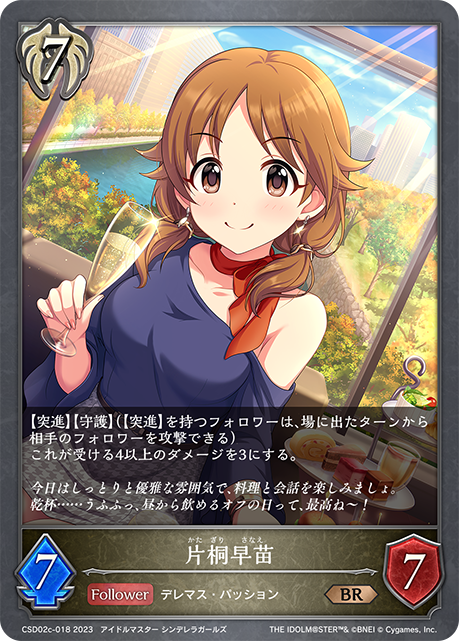 7
【突進】【守護】(【突進】を持つフォロワーは、場に出たターンから
相手のフォロワーを攻撃できる)
これが受ける4以上のダメージを3にする。
今日はしっとりと優雅な雰囲気で、料理と会話を楽しみましょ。
乾杯……うふふっ、昼から飲めるオフの日って、最高ね～!
かたぎり さなえ
片桐早苗
7
Follower デレマス・パッション BR
7
CSD02c-018 2023 アイドルマスター シンデレラガールズ THE IDOLM@STER™& ©BNEI © Cygames, Inc.